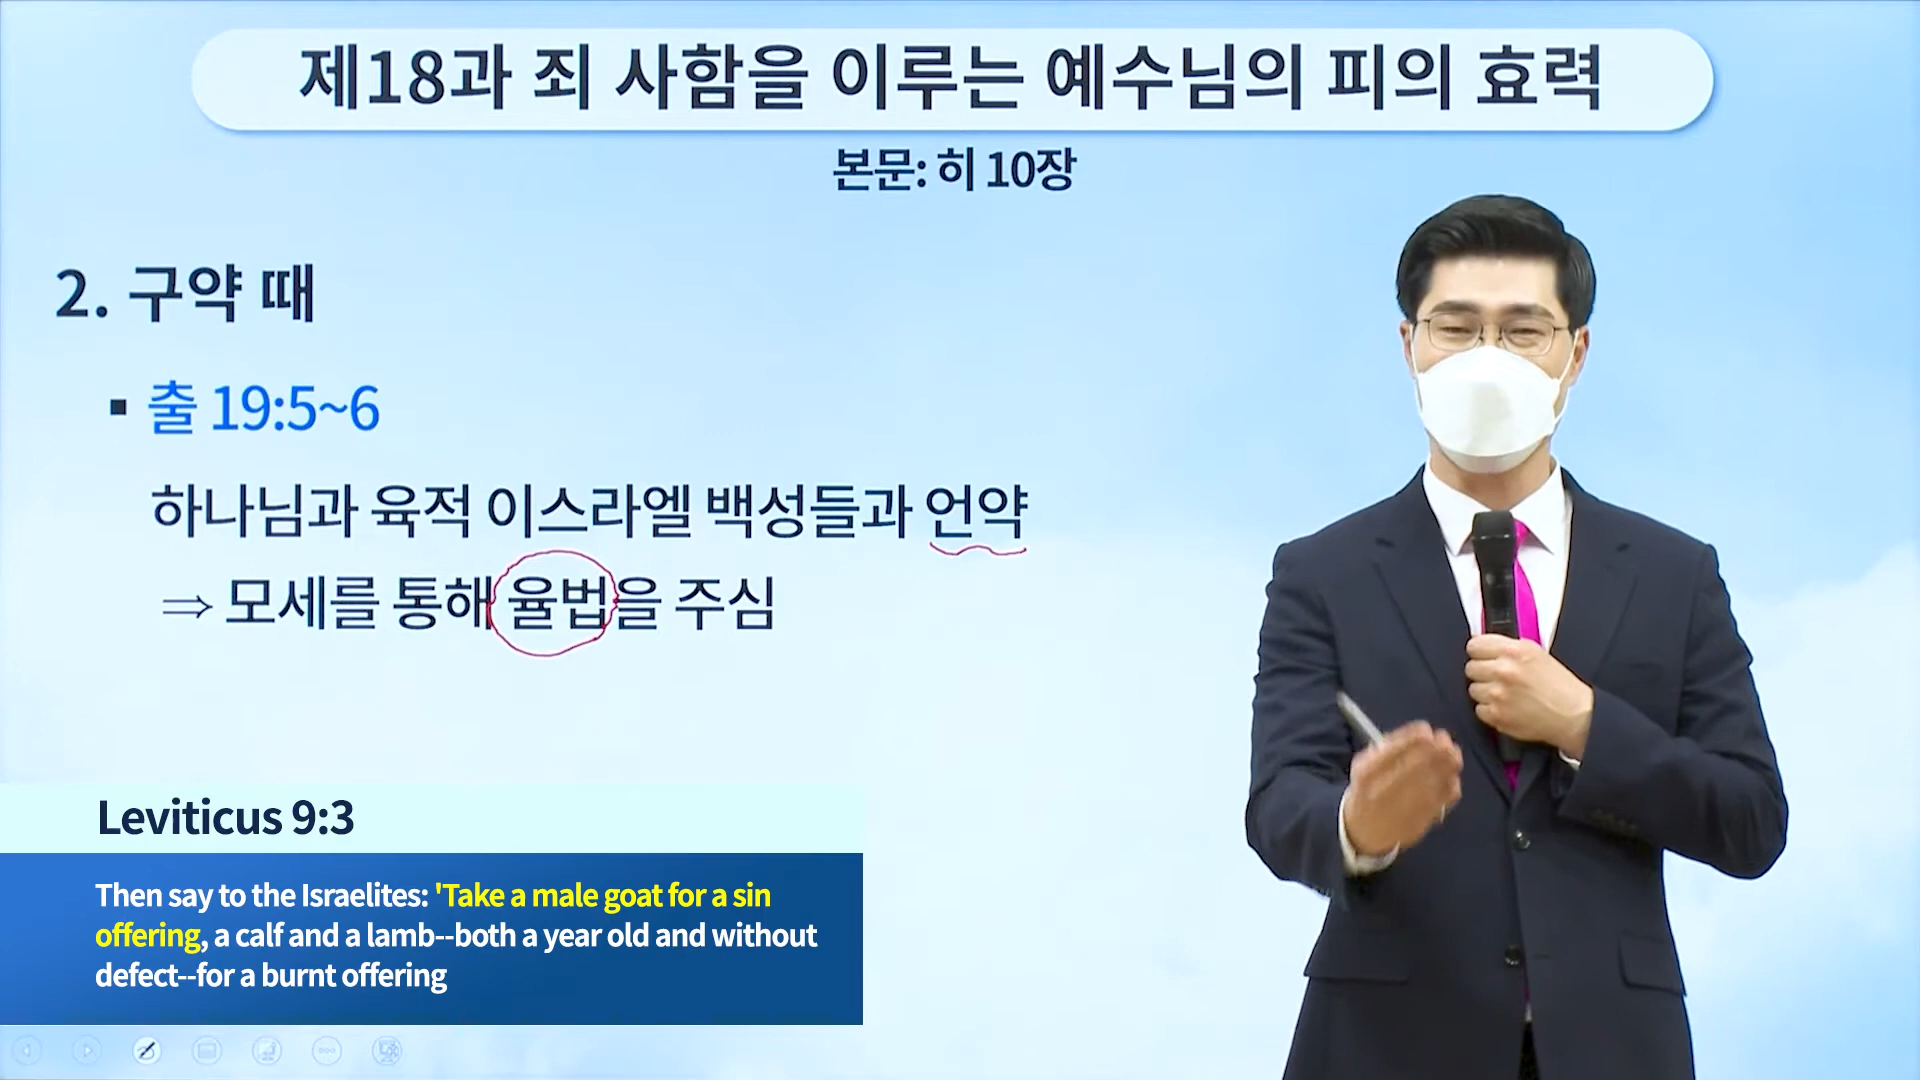 제18과 죄 사함을 이루는 예수님의 피의 효력
본문: 히 10장
2. 구약 때
▪ 출 19:5~6
하나님과 육적 이스라엘 백성들과 언약
⇒ 모세를 통해 율법을 주심
Leviticus 9:3
Then say to the Israelites: 'Take a male goat for a sin
offering, a calf and a lamb--both a year old and without
defect--for a burnt offering